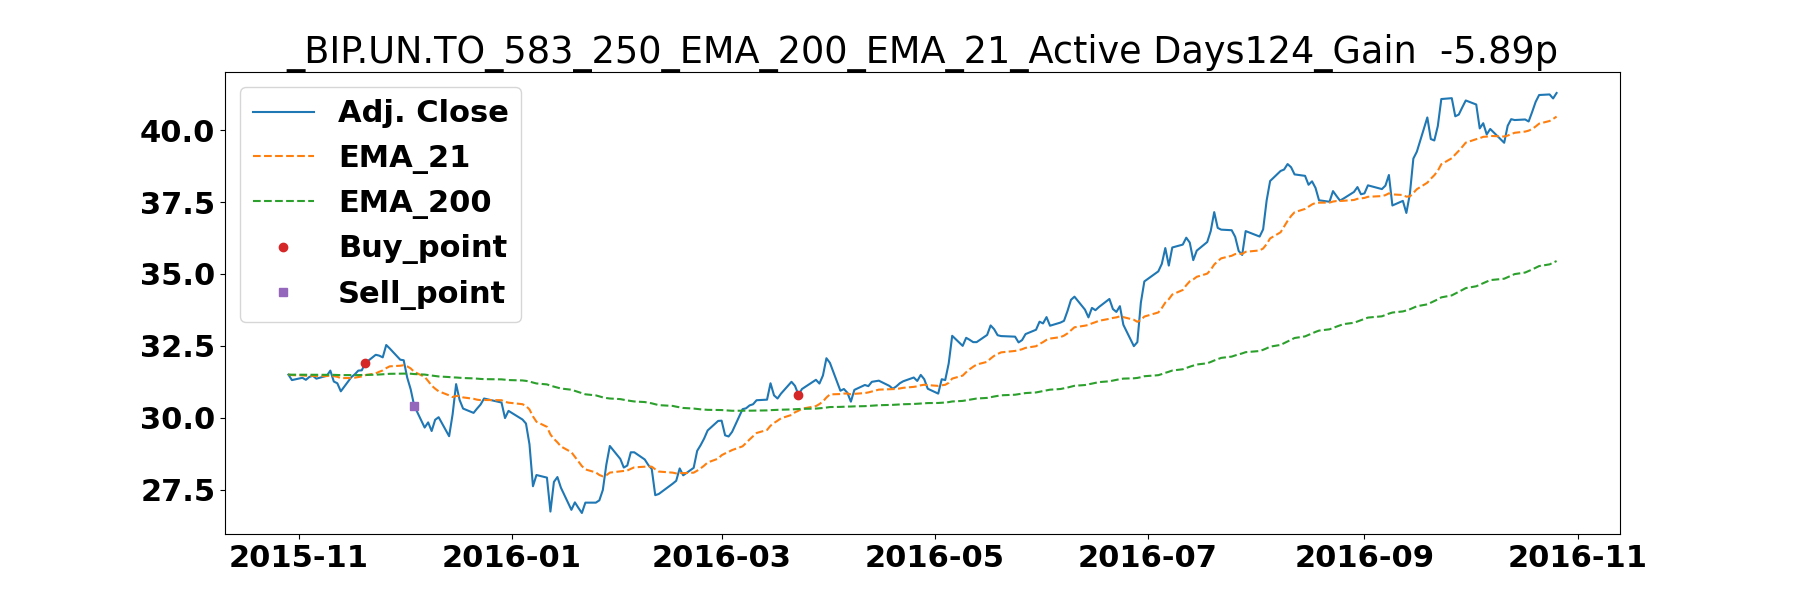 _BIP.UN.TO_583_250_EMA_200_EMA_21_Active Days124_Gain  -5.89p
Adj. Close
EMA_21
EMA_200
Buy_point
Sell_point
40.0
37.5
35.0
32.5
30.0
27.5
2015-11 2016-01 2016-03 2016-05 2016-07 2016-09 2016-11